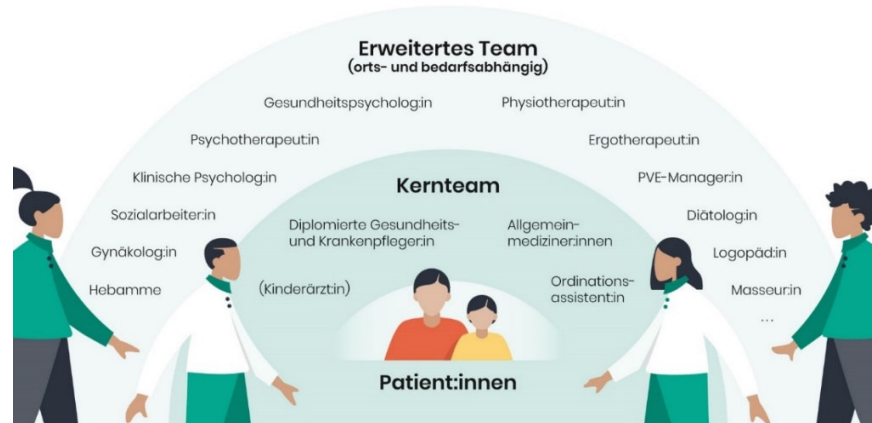 Erweitertes Team
(orts- und bedarfsabhängig)
Gesundheitspsycholog:in
Physiotherapeut:in
Psychotherapeut:in
Ergotherapeut:in
Klinische Psycholog:in
PVE-Manager:in
Sozialarbeiter:in
Diätolog:in
Gynäkolog:in
Logopäd:in
Hebamme
Masseur:in
...
Kernteam
Diplomierte Gesundheits-
und Krankenpfleger:in
Allgemein-
mediziner:innen
(Kinderärzt:in)
Ordinations-
assistent:in
Patient:innen